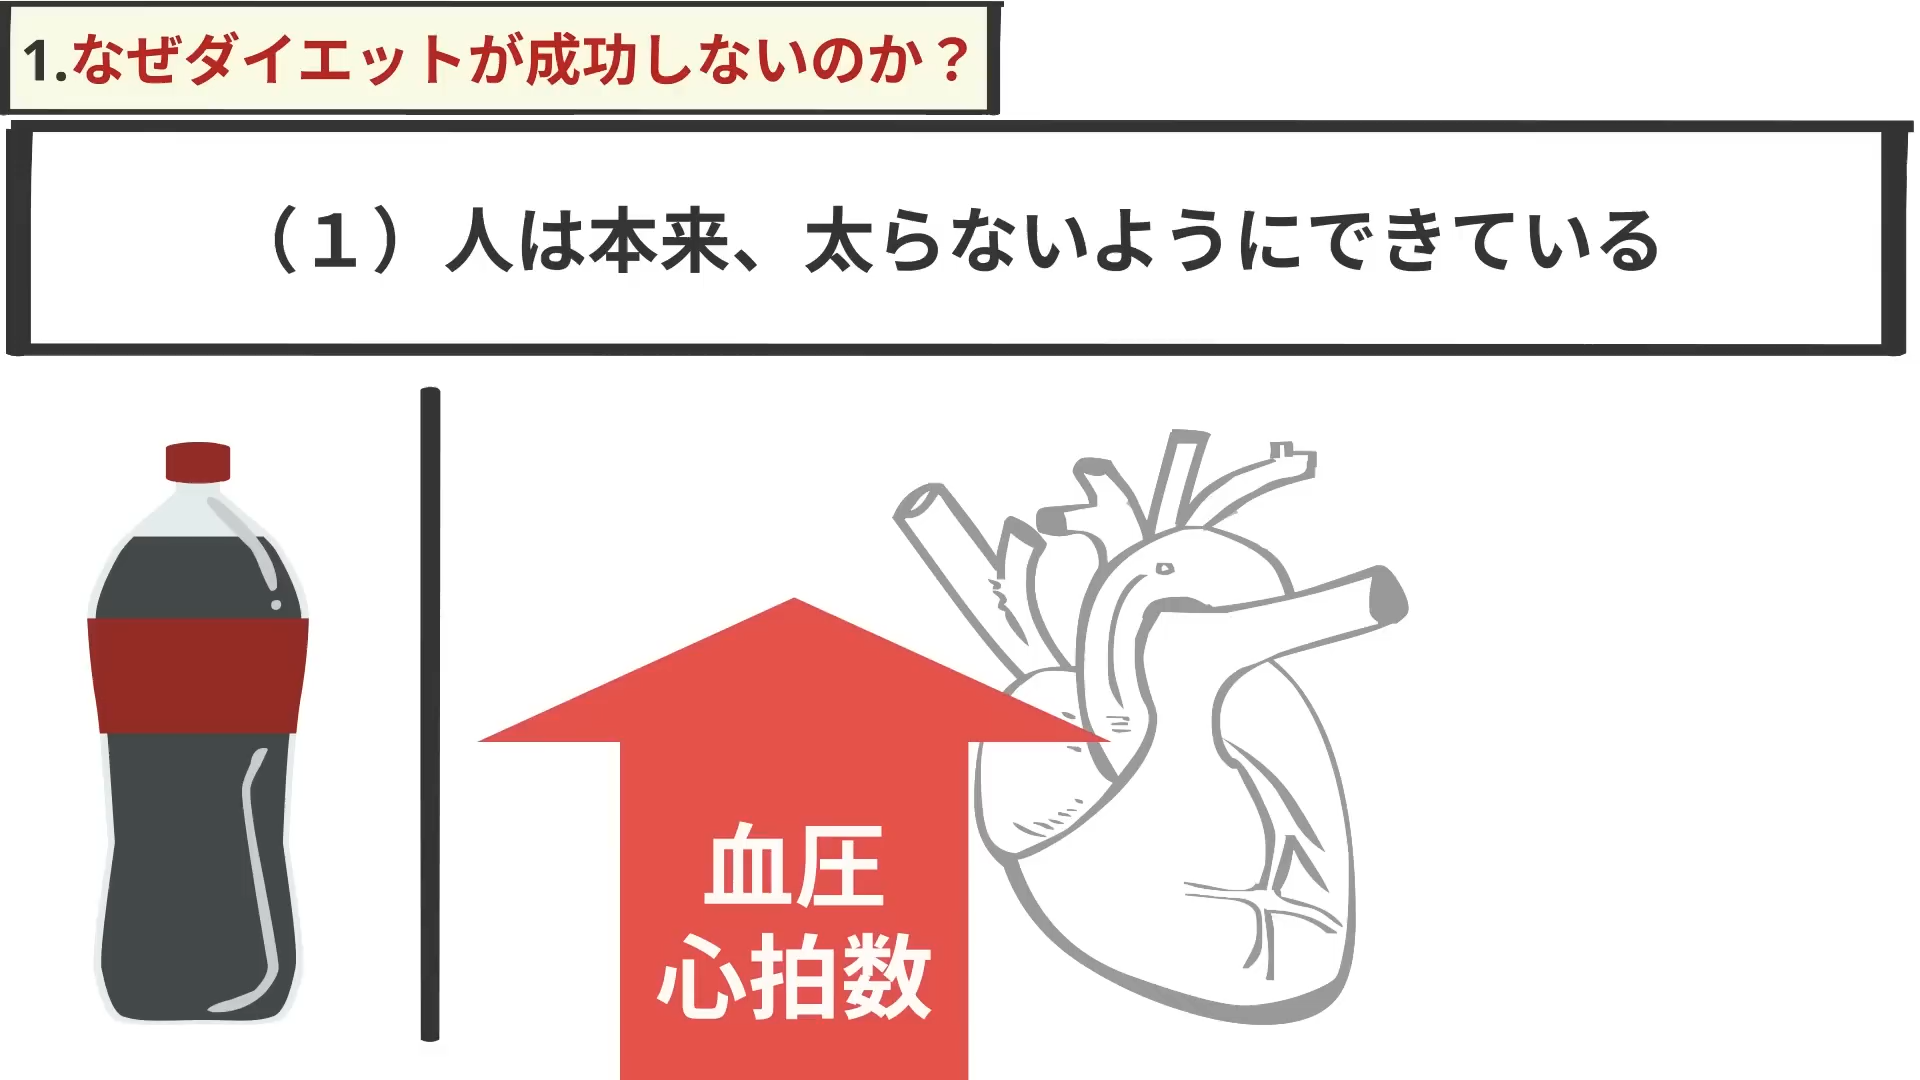 1.なぜダイエットが成功しないのか？
（１）人は本来、太らないようにできている
血圧
心拍数